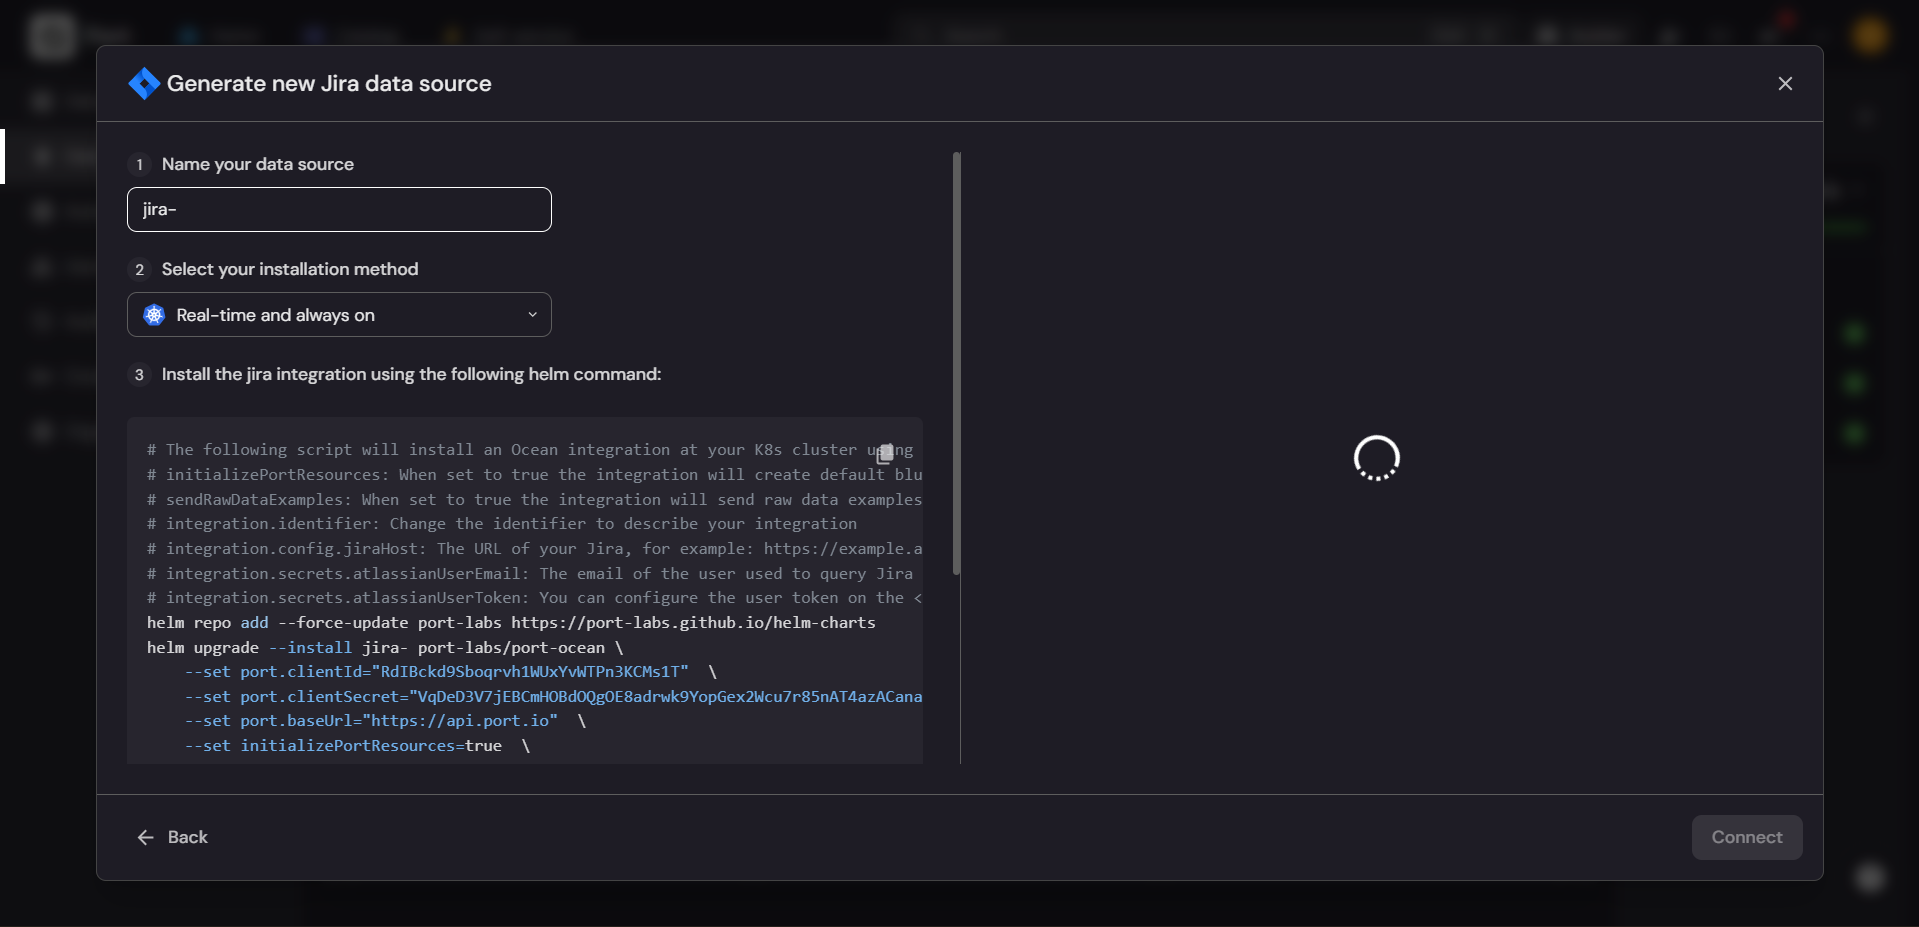 Generate new Jira data source
1 Name your data source
jira-
2 Select your installation method
Real-time and always on
3 Install the jira integration using the following helm command:
# The following script will install an Ocean integration at your K8s cluster using
# initializePortResources: When set to true the integration will create default blu
# sendRawDataExamples: When set to true the integration will send raw data examples
# integration.identifier: Change the identifier to describe your integration
# integration.config.jiraHost: The URL of your Jira, for example: https://example.a
# integration.secrets.atlassianUserEmail: The email of the user used to query Jira
# integration.secrets.atlassianUserToken: You can configure the user token on the <
helm repo add --force-update port-labs https://port-labs.github.io/helm-charts
helm upgrade --install jira- port-labs/port-ocean \
--set port.clientId="RdIBckd9Sboqrvh1WUxYvWTPn3KCMs1T" \
--set port.clientSecret="VqDeD3V7jEBCmHOBdOQgOE8adrwk9YopGex2Wcu7r85nAT4azACana
--set port.baseUrl="https://api.port.io" \
--set initializePortResources=true \
Back
Connect